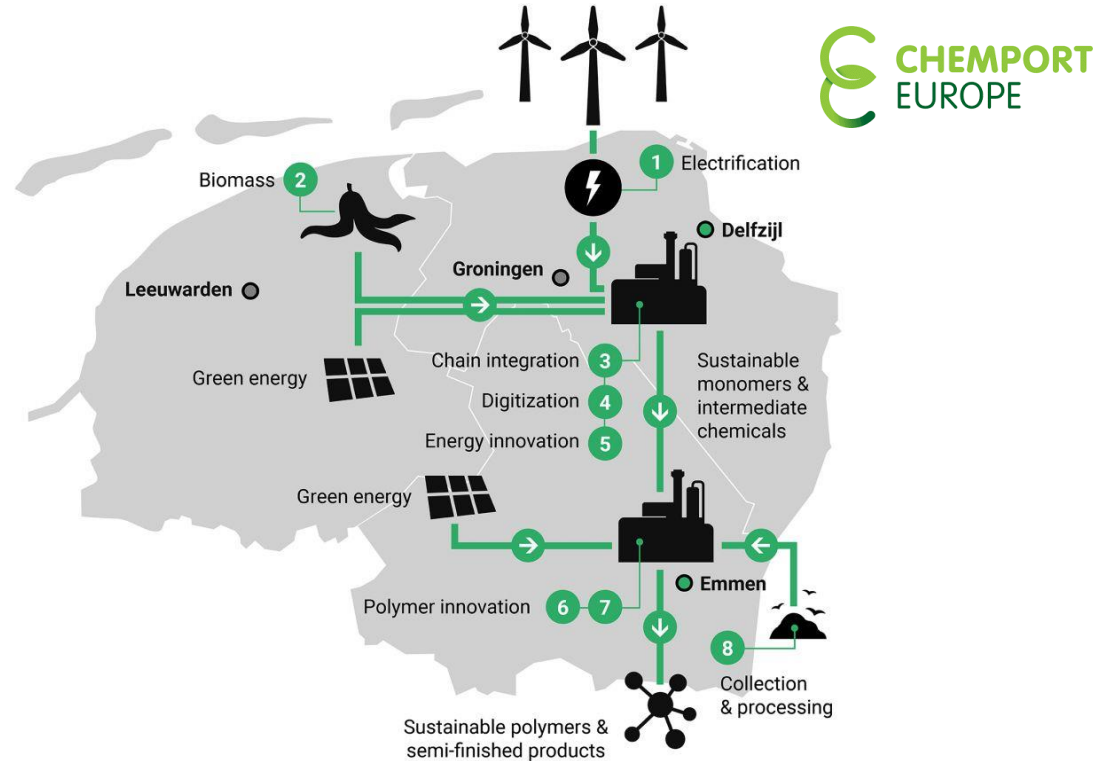 CHEMPORT
EUROPE
1 Electrification
Biomass 2
Delfzijl
Groningen
Leeuwarden
Chain integration 3
Sustainable
monomers &
intermediate
chemicals
Green energy
Digitization 4
Energy innovation 5
Green energy
Emmen
Polymer innovation 6 7
8
Collection
& processing
Sustainable polymers &
semi-finished products